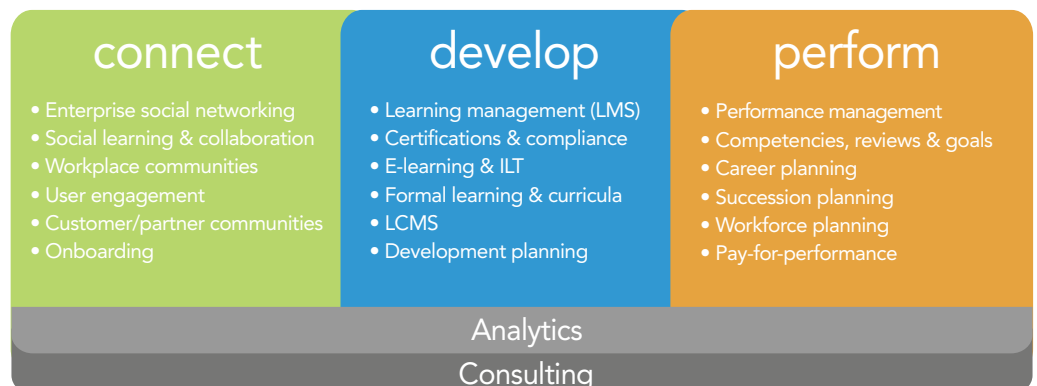 connect
• Enterprise social networking
• Social learning & collaboration
• Workplace communities
• User engagement
• Customer/partner communities
• Onboarding
develop
• Learning management (LMS)
• Certifications & compliance
• E-learning & ILT
• Formal learning & curricula
• LCMS
• Development planning
perform
• Performance management
• Competencies, reviews & goals
• Career planning
• Succession planning
• Workforce planning
• Pay-for-performance
Analytics
Consulting